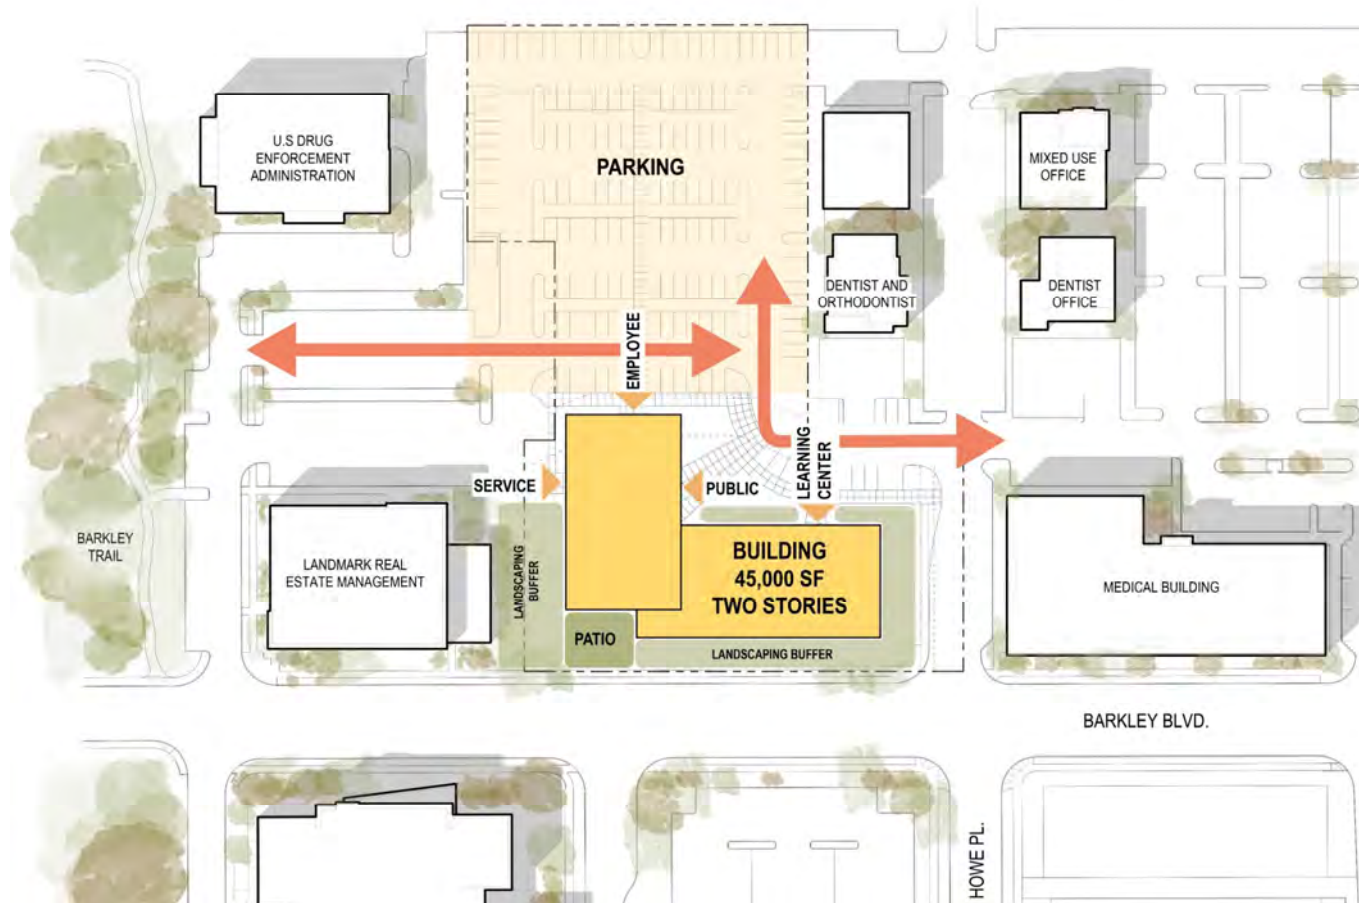 U.S DRUG
ENFORCEMENT
ADMINISTRATION
PARKING
MIXED USE
OFFICE
DENTIST AND
ORTHODONTIST
DENTIST
OFFICE
EMPLOYEE
SERVICE
PUBLIC
LEARNING
CENTER
BARKLEY
TRAIL
LANDMARK REAL
ESTATE MANAGEMENT
LANDSCAPING
BUFFER
BUILDING
45,000 SF
TWO STORIES
MEDICAL BUILDING
PATIO
LANDSCAPING BUFFER
BARKLEY BLVD.
HOWE PL.